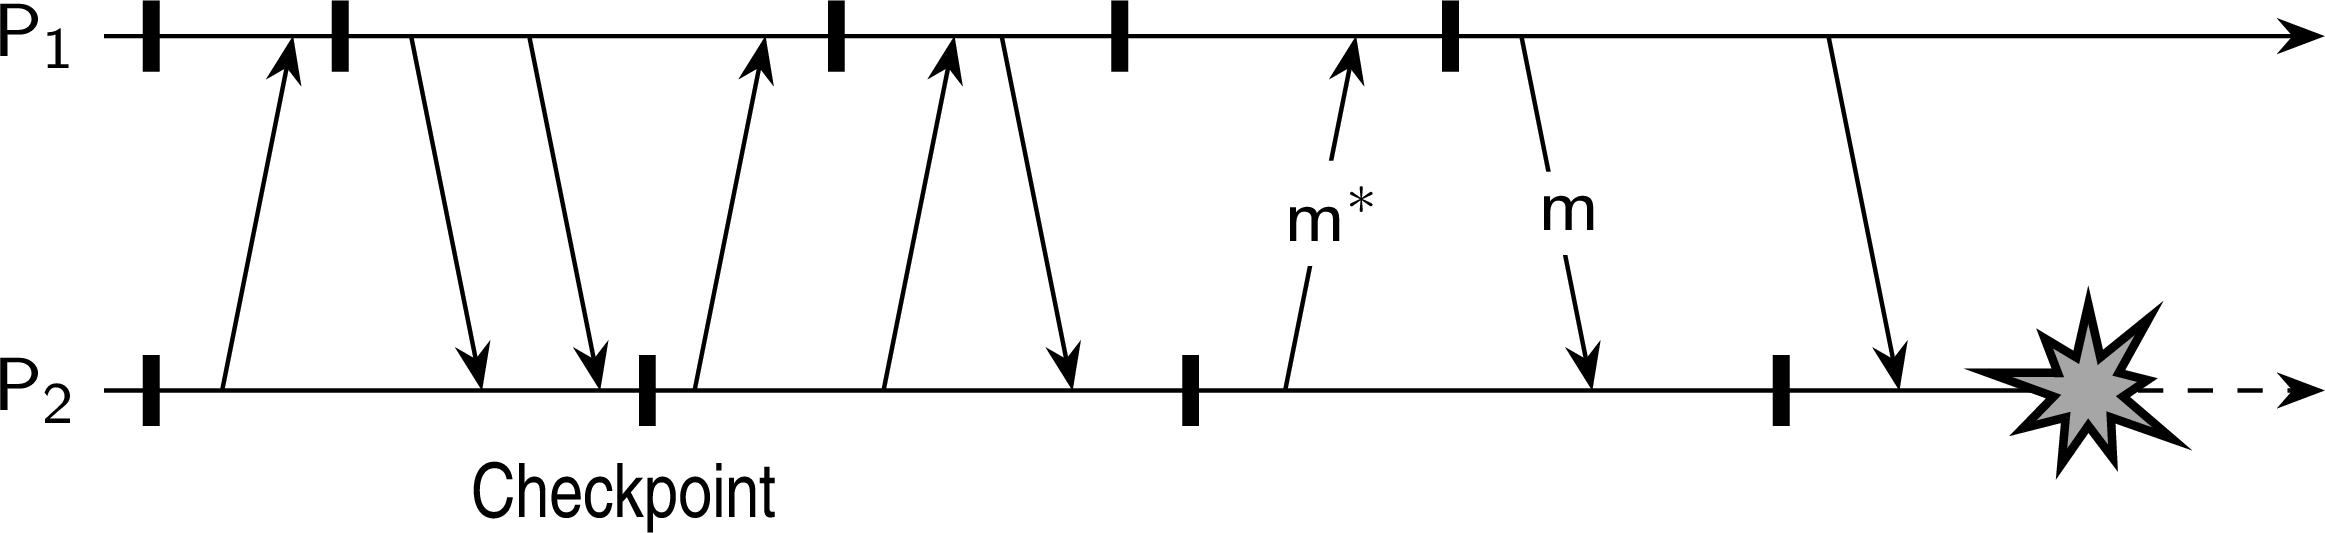 P₁
m*
m
P₂
Checkpoint